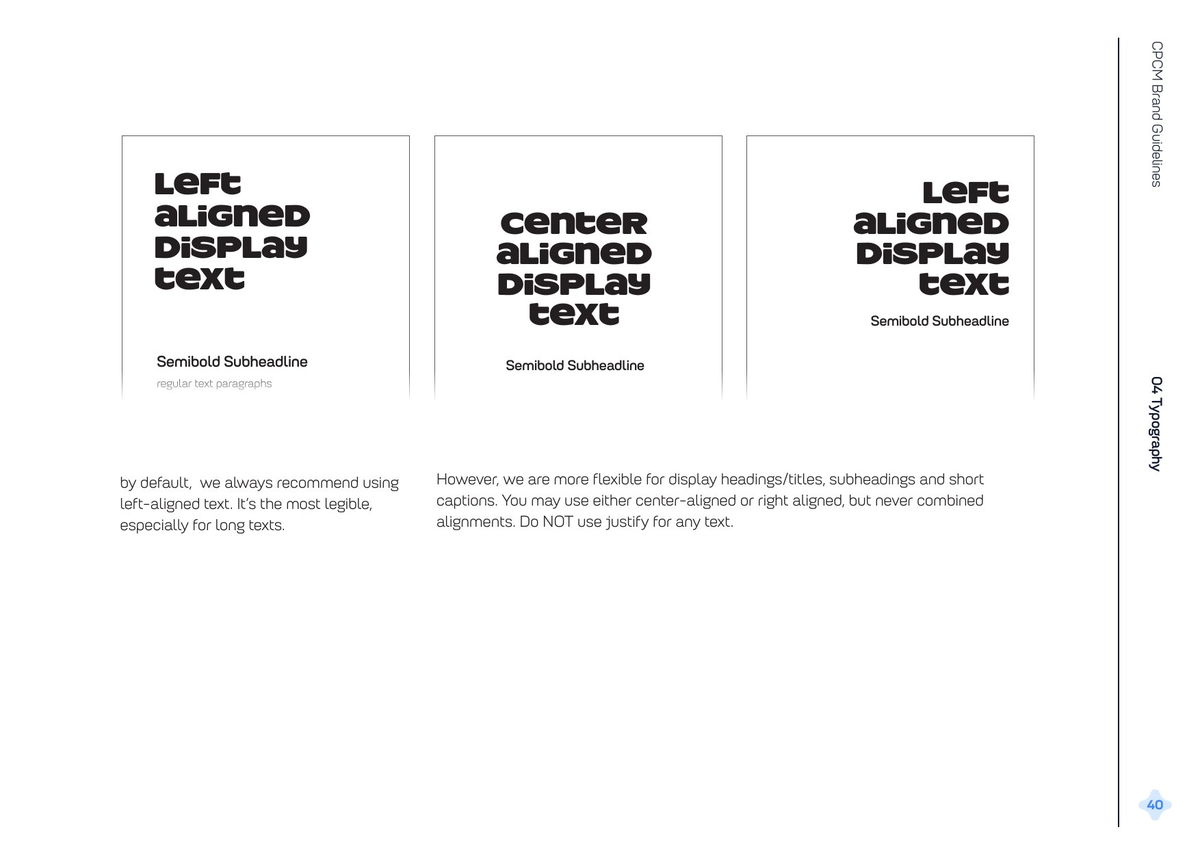 CPCM Brand Guidelines
Left
aligned
display
text
Semibold Subheadline
regular text paragraphs
center
aligned
display
text
Semibold Subheadline
Left
aligned
display
text
Semibold Subheadline
by default,  we always recommend using
left-aligned text. It's the most legible,
especially for long texts.
However, we are more flexible for display headings/titles, subheadings and short
captions. You may use either center-aligned or right aligned, but never combined
alignments. Do NOT use justify for any text.
04 Typography
40